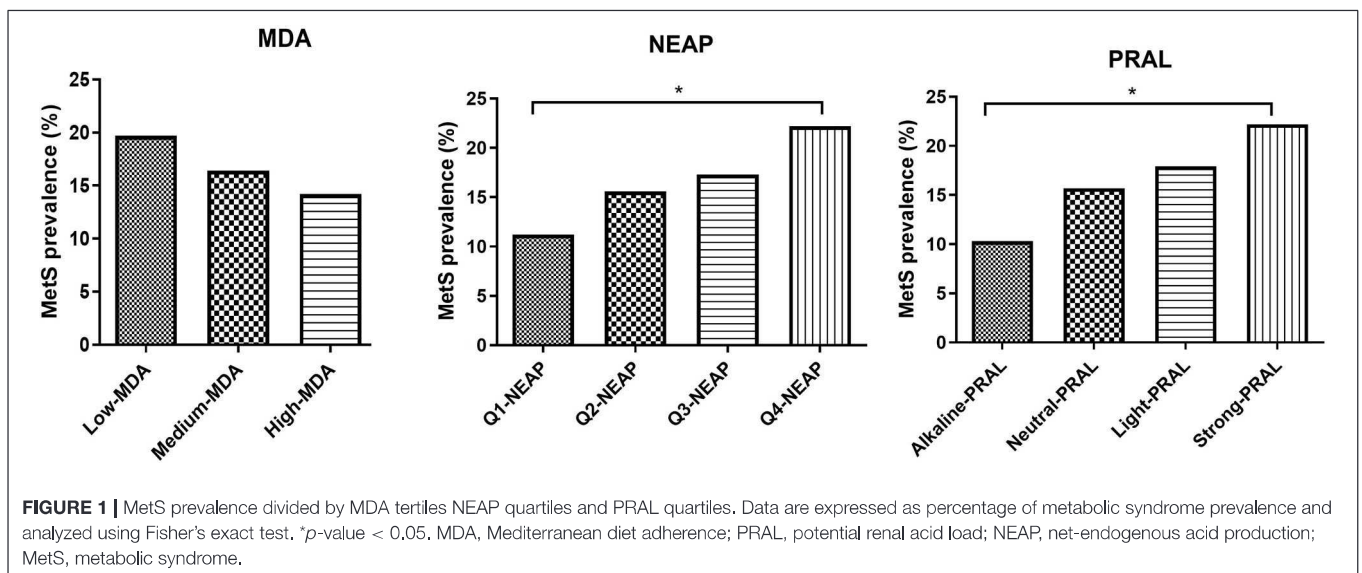 MDA
MetS prevalence (%)
25
20
15
10
5
0
Low-MDA
Medium-MDA
High-MDA
NEAP
*
MetS prevalence (%)
25
20
15
10
5
0
Q1-NEAP
Q2-NEAP
Q3-NEAP
Q4-NEAP
PRAL
*
MetS prevalence (%)
25
20
15
10
5
0
Alkaline-PRAL
Neutral-PRAL
Light-PRAL
Strong-PRAL
FIGURE 1 | MetS prevalence divided by MDA tertiles NEAP quartiles and PRAL quartiles. Data are expressed as percentage of metabolic syndrome prevalence and
analyzed using Fisher's exact test. *p-value < 0.05. MDA, Mediterranean diet adherence; PRAL, potential renal acid load; NEAP, net-endogenous acid production;
MetS, metabolic syndrome.